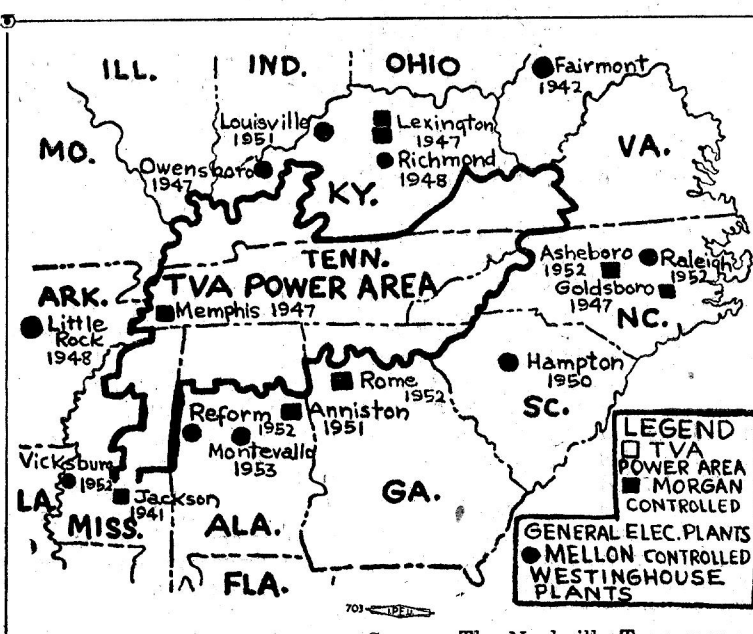 ILL.
IND.
OHIO
Fairmont
1942
Louisville
1951
Lexington
1947
MO.
VA.
Owensboro
1947
Richmond
1948
KY.
TENN.
Asheboro
1952
Raleigh
1952
TVA POWER AREA
Goldsboro
1947
ARK.
Memphis 1947
NC.
Little
Rock
1948
Hampton
1950
Rome
1952
SC.
Reform
1952
Anniston
1951
Montevallo
1953
LEGEND
TVA
POWER AREA
MORGAN
CONTROLLED
GENERAL ELEC. PLANTS
MELLON CONTROLLED
WESTINGHOUSE
PLANTS
Vicksburg
1952
GA.
LA.
Jackson
1941
MISS.
ALA.
FLA.
703 I.P.E.U.
The Nashville